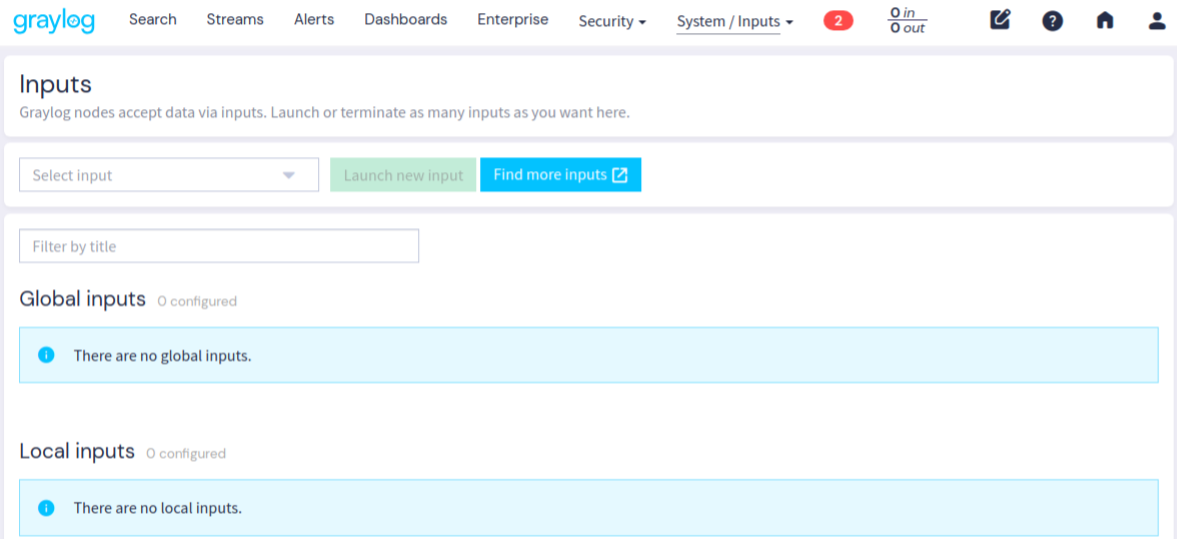 graylog Search Streams Alerts Dashboards Enterprise Security System / Inputs 2 0 in
0 out
Inputs
Graylog nodes accept data via inputs. Launch or terminate as many inputs as you want here.
Select input Launch new input Find more inputs
Filter by title
Global inputs 0 configured
There are no global inputs.
Local inputs 0 configured
There are no local inputs.